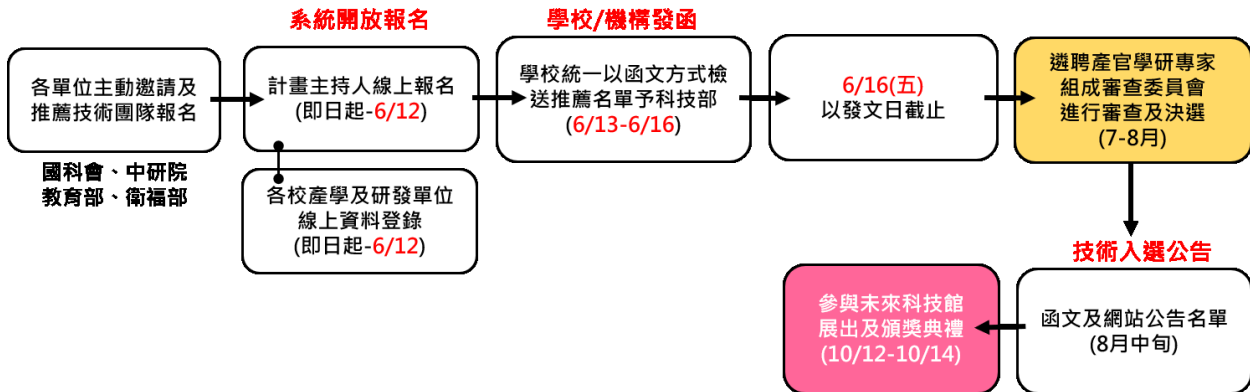 系統開放報名
學校/機構發函
各單位主動邀請及
推薦技術團隊報名
國科會、中研院
教育部、衛福部
計畫主持人線上報名
(即日起-6/12)
各校產學及研發單位
線上資料登錄
(即日起-6/12)
學校統一以函文方式檢
送推薦名單予科技部
(6/13-6/16)
6/16(五)
以發文日截止
遴聘產官學研專家
組成審查委員會
進行審查及決選
(7-8月)
技術入選公告
函文及網站公告名單
(8月中旬)
參與未來科技館
展出及頒獎典禮
(10/12-10/14)